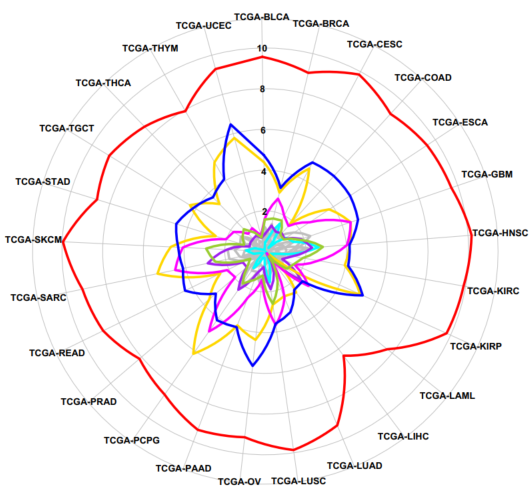 TCGA-BLCA
TCGA-BRCA
TCGA-CESC
TCGA-COAD
TCGA-ESCA
TCGA-GBM
TCGA-HNSC
TCGA-KIRC
TCGA-KIRP
TCGA-LAML
TCGA-LIHC
TCGA-LUAD
TCGA-LUSC
TCGA-OV
TCGA-PAAD
TCGA-PCPG
TCGA-PRAD
TCGA-READ
TCGA-SARC
TCGA-SKCM
TCGA-STAD
TCGA-TGCT
TCGA-THCA
TCGA-THYM
TCGA-UCEC
10
8
6
4
2